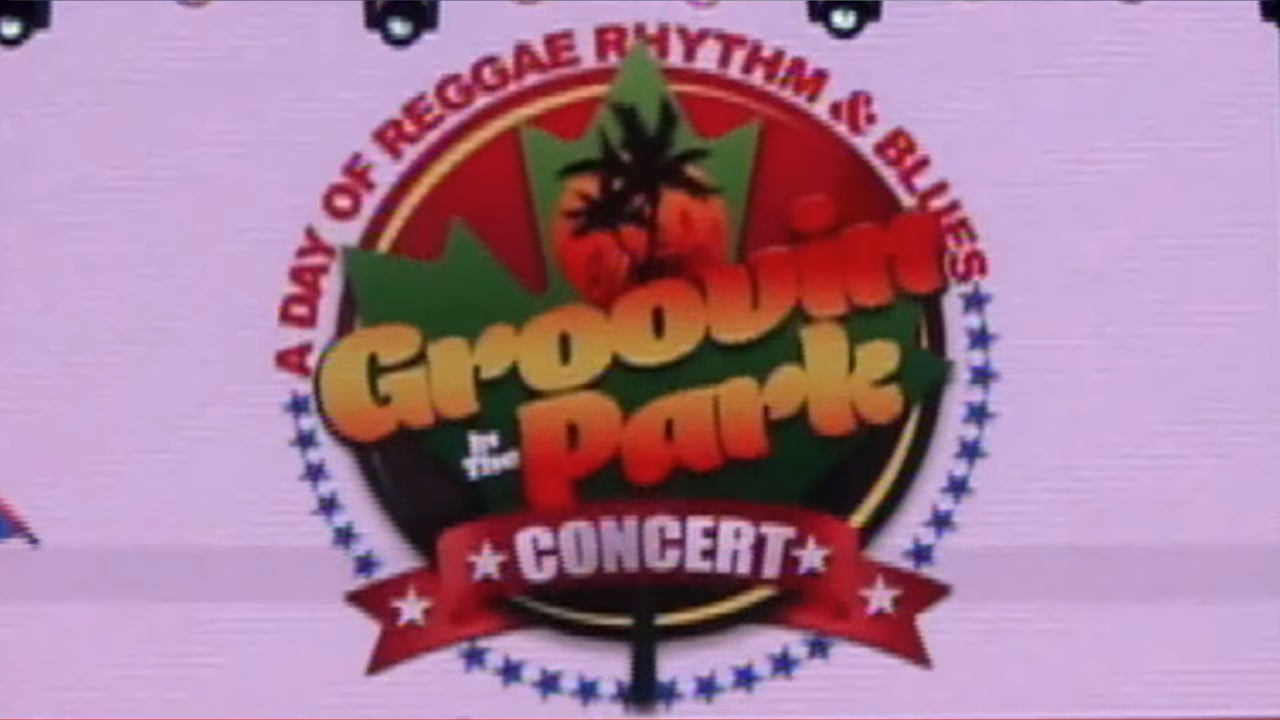 A DAY OF REGGAE RHYTHM & BLUES
Groovin
In
The
Park
CONCERT